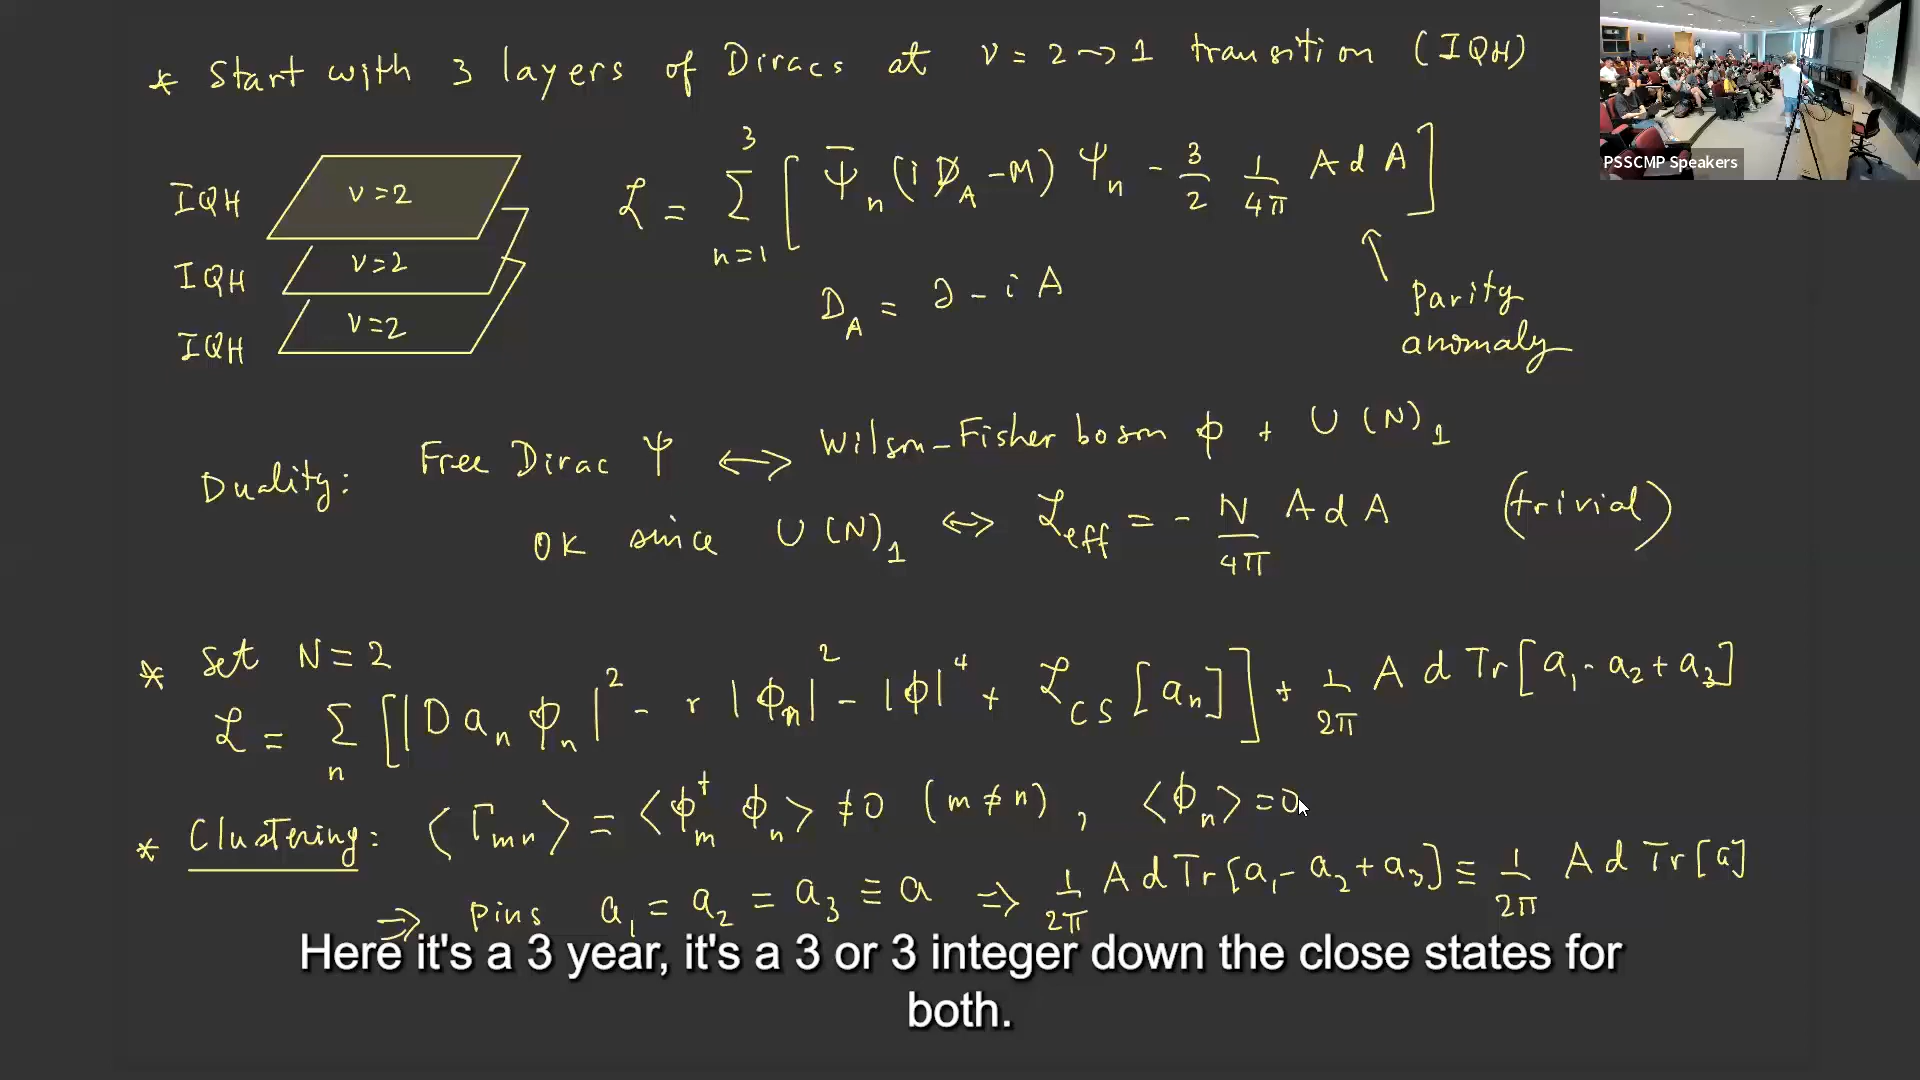 * Start with 3 layers of Diracs at ν = 2 → 1 transition (IQH)
PSSCMP Speakers
IQH ν=2
IQH ν=2
IQH ν=2
ℒ = Σ_{n=1}^{3} [ Ψ̄_n (i D̸_A - M) Ψ_n - 3/2 1/4π A d A ]
D_A = ∂ - i A
↑ parity
anomaly
Duality: Free Dirac Ψ ⟷ Wilson-Fisher boson ϕ + U(N)_1
OK since U(N)_1 ↔ ℒ_eff = - N/4π A d A (trivial)
* Set N=2
ℒ = Σ_n [ |D a_n ϕ_n|^2 - r |ϕ_n|^2 - |ϕ|^4 + ℒ_CS [a_n] ] + 1/2π A d Tr[a_1 - a_2 + a_3]
* Clustering: ⟨Γ_mn⟩ = ⟨ϕ_m^† ϕ_n⟩ ≠ 0 (m ≠ n), ⟨ϕ_n⟩ = 0
⇒ pins a_1 = a_2 = a_3 ≡ a ⇒ 1/2π A d Tr[a_1 - a_2 + a_3] ≡ 1/2π A d Tr[a]
Here it's a 3 year, it's a 3 or 3 integer down the close states for
both.